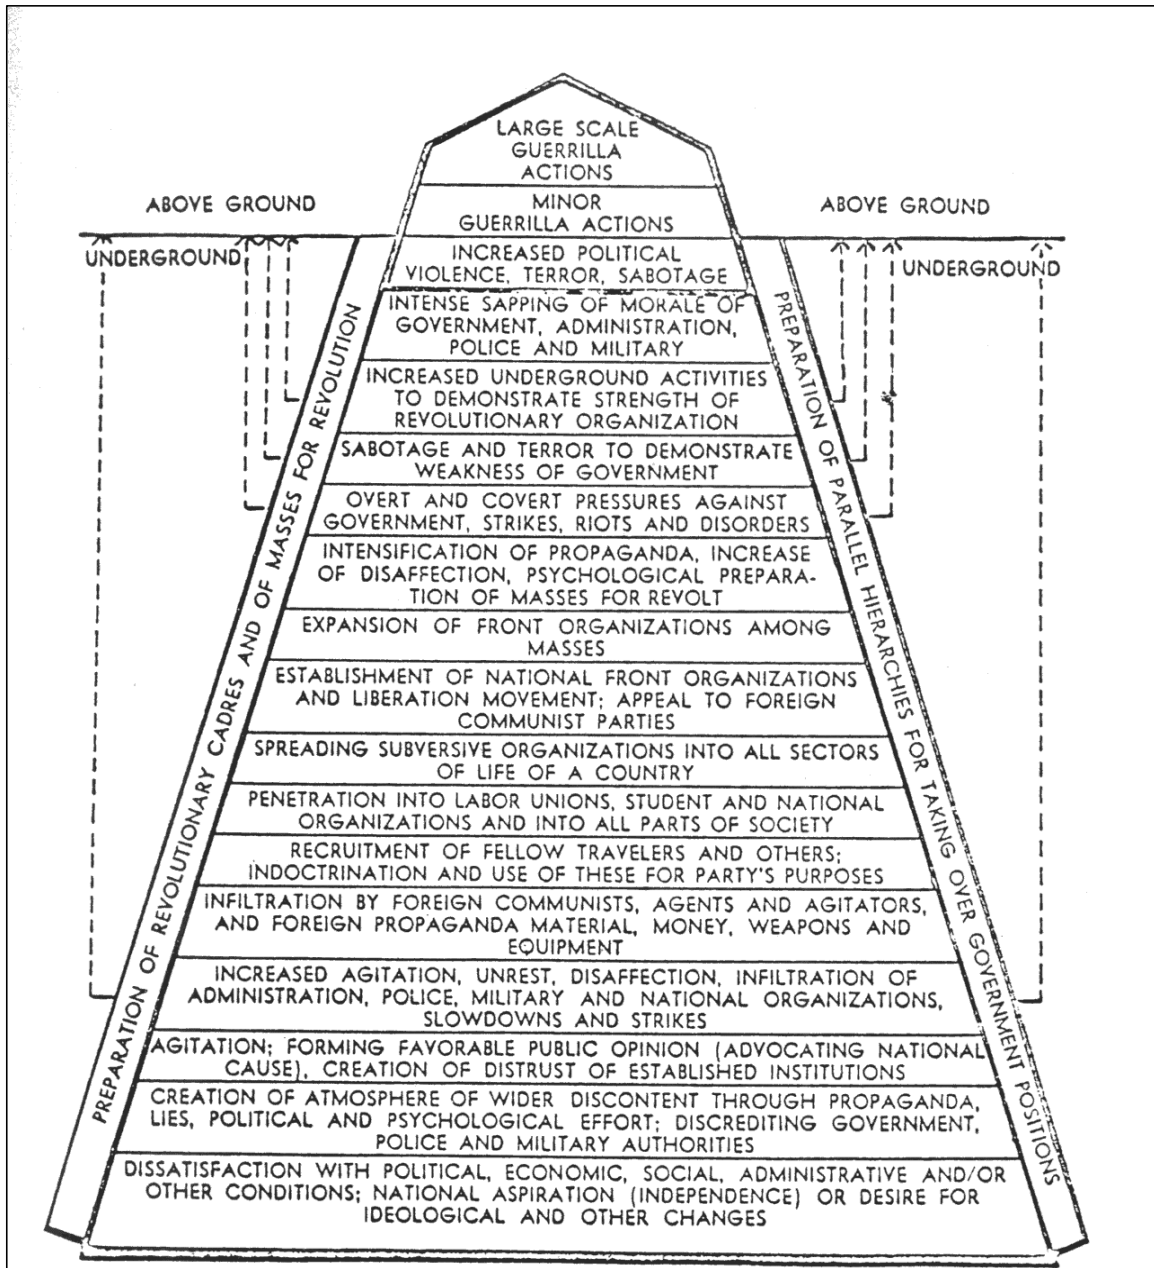 LARGE SCALE
GUERRILLA
ACTIONS
ABOVE GROUND
ABOVE GROUND
MINOR
GUERRILLA ACTIONS
UNDERGROUND
UNDERGROUND
INCREASED POLITICAL
VIOLENCE, TERROR, SABOTAGE
INTENSE SAPPING OF MORALE OF
GOVERNMENT, ADMINISTRATION,
POLICE AND MILITARY
INCREASED UNDERGROUND ACTIVITIES
TO DEMONSTRATE STRENGTH OF
REVOLUTIONARY ORGANIZATION
SABOTAGE AND TERROR TO DEMONSTRATE
WEAKNESS OF GOVERNMENT
OVERT AND COVERT PRESSURES AGAINST
GOVERNMENT, STRIKES, RIOTS AND DISORDERS
INTENSIFICATION OF PROPAGANDA, INCREASE
OF DISAFFECTION, PSYCHOLOGICAL PREPARA-
TION OF MASSES FOR REVOLT
EXPANSION OF FRONT ORGANIZATIONS AMONG
MASSES
ESTABLISHMENT OF NATIONAL FRONT ORGANIZATIONS
AND LIBERATION MOVEMENT; APPEAL TO FOREIGN
COMMUNIST PARTIES
SPREADING SUBVERSIVE ORGANIZATIONS INTO ALL SECTORS
OF LIFE OF A COUNTRY
PENETRATION INTO LABOR UNIONS, STUDENT AND NATIONAL
ORGANIZATIONS AND INTO ALL PARTS OF SOCIETY
RECRUITMENT OF FELLOW TRAVELERS AND OTHERS;
INDOCTRINATION AND USE OF THESE FOR PARTY'S PURPOSES
INFILTRATION BY FOREIGN COMMUNISTS, AGENTS AND AGITATORS,
AND FOREIGN PROPAGANDA MATERIAL, MONEY, WEAPONS AND
EQUIPMENT
INCREASED AGITATION, UNREST, DISAFFECTION, INFILTRATION OF
ADMINISTRATION, POLICE, MILITARY AND NATIONAL ORGANIZATIONS,
SLOWDOWNS AND STRIKES
AGITATION; FORMING FAVORABLE PUBLIC OPINION (ADVOCATING NATIONAL
CAUSE), CREATION OF DISTRUST OF ESTABLISHED INSTITUTIONS
CREATION OF ATMOSPHERE OF WIDER DISCONTENT THROUGH PROPAGANDA,
LIES, POLITICAL AND PSYCHOLOGICAL EFFORT; DISCREDITING GOVERNMENT,
POLICE AND MILITARY AUTHORITIES
DISSATISFACTION WITH POLITICAL, ECONOMIC, SOCIAL, ADMINISTRATIVE AND/OR
OTHER CONDITIONS; NATIONAL ASPIRATION (INDEPENDENCE) OR DESIRE FOR
IDEOLOGICAL AND OTHER CHANGES
PREPARATION OF REVOLUTIONARY CADRES AND OF MASSES FOR REVOLUTION
PREPARATION OF PARALLEL HIERARCHIES FOR TAKING OVER GOVERNMENT POSITIONS